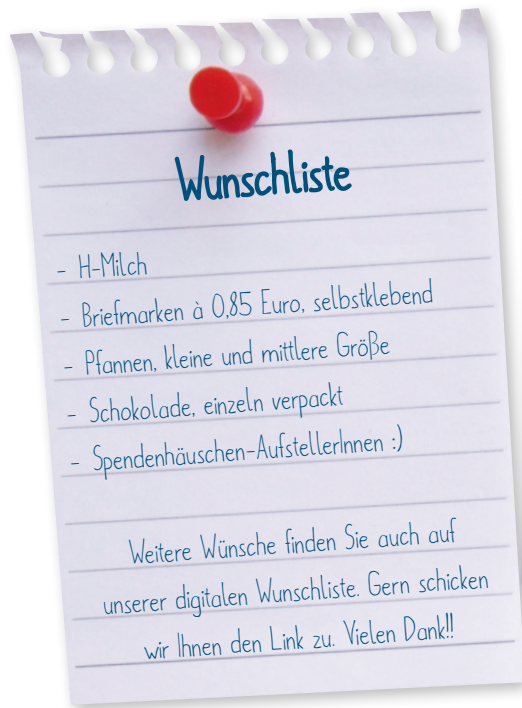 Wunschliste
- H-Milch
- Briefmarken à 0,85 Euro, selbstklebend
- Pfannen, kleine und mittlere Größe
- Schokolade, einzeln verpackt
- Spendenhäuschen-AufstellerInnen :)
Weitere Wünsche finden Sie auch auf
unserer digitalen Wunschliste. Gern schicken
wir Ihnen den Link zu. Vielen Dank!!